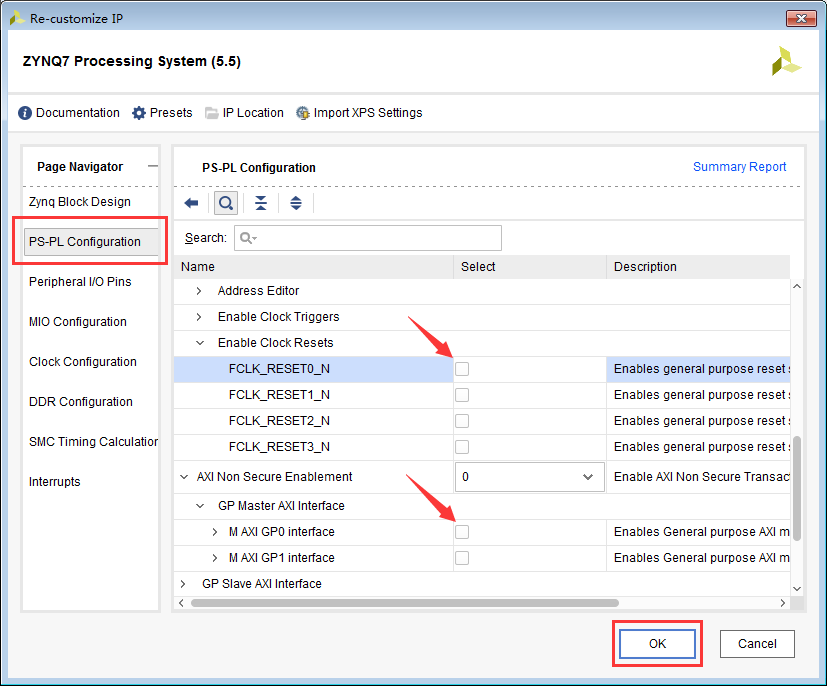 Re-customize IP
ZYNQ7 Processing System (5.5)
Documentation Presets IP Location Import XPS Settings
Page Navigator
Zynq Block Design
PS-PL Configuration
Peripheral I/O Pins
MIO Configuration
Clock Configuration
DDR Configuration
SMC Timing Calculation
Interrupts
PS-PL Configuration Summary Report
Search:
Name Select Description
Address Editor
Enable Clock Triggers
Enable Clock Resets
FCLK_RESET0_N Enables general purpose reset s
FCLK_RESET1_N Enables general purpose reset s
FCLK_RESET2_N Enables general purpose reset s
FCLK_RESET3_N Enables general purpose reset s
AXI Non Secure Enablement 0 Enable AXI Non Secure Transac
GP Master AXI Interface
M AXI GP0 interface Enables General purpose AXI m
M AXI GP1 interface Enables General purpose AXI m
GP Slave AXI Interface
OK Cancel